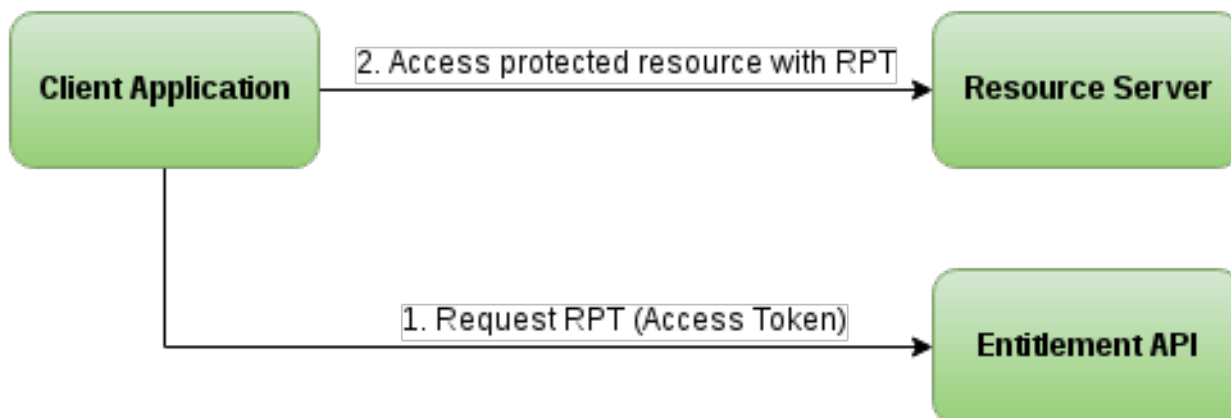 Client Application
2. Access protected resource with RPT
Resource Server
1. Request RPT (Access Token)
Entitlement API